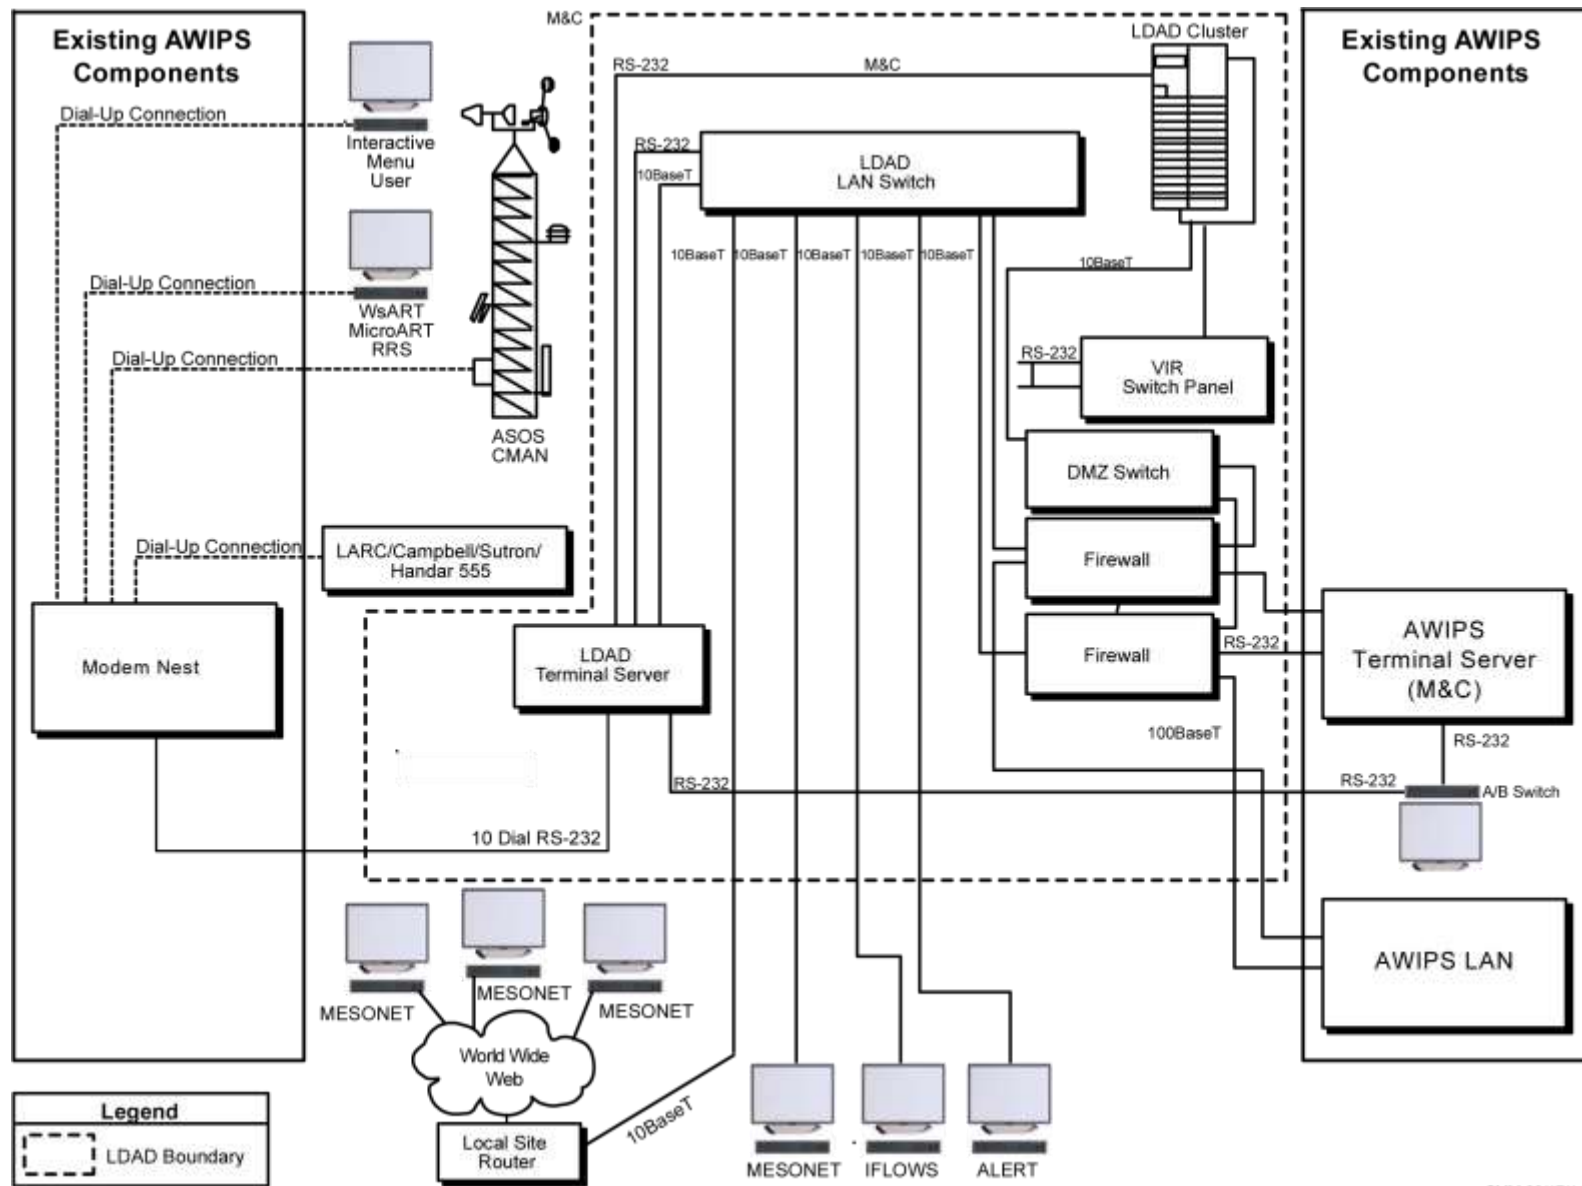 Existing AWIPS
Components
Dial-Up Connection
Interactive
Menu
User
Dial-Up Connection
WsART
MicroART
RRS
Dial-Up Connection
ASOS
CMAN
Dial-Up Connection
LARC/Campbell/Sutron/
Handar 555
Modem Nest
M&C
RS-232
M&C
LDAD Cluster
RS-232
10BaseT
LDAD
LAN Switch
10BaseT
10BaseT
10BaseT
10BaseT
10BaseT
10BaseT
RS-232
VIR
Switch Panel
DMZ Switch
Firewall
Firewall
RS-232
100BaseT
LDAD
Terminal Server
RS-232
10 Dial RS-232
Existing AWIPS
Components
AWIPS
Terminal Server
(M&C)
RS-232
RS-232
A/B Switch
AWIPS LAN
MESONET
MESONET
MESONET
World Wide
Web
Local Site
Router
10BaseT
MESONET
IFLOWS
ALERT
Legend
LDAD Boundary